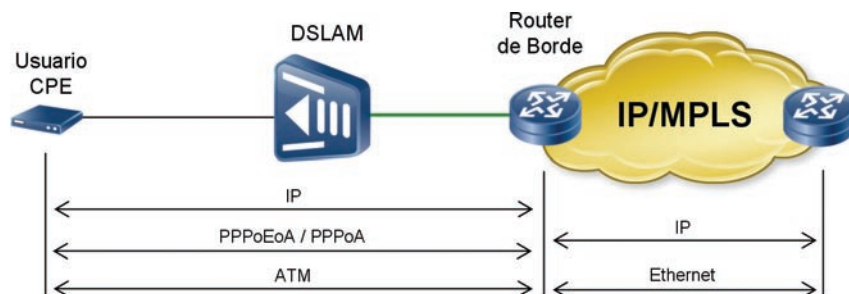 Usuario
CPE
DSLAM
Router
de Borde
IP/MPLS
IP
PPPoEoA / PPPoA
IP
ATM
Ethernet